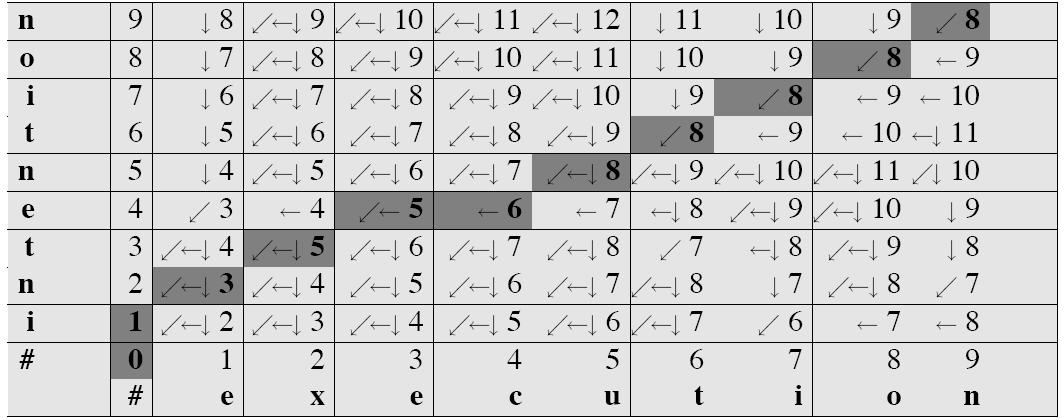 n 9 ↓8 ↙←↓9 ↙←↓10 ↙←↓11 ↙←↓12 ↓11 ↓10 ↓9 ↙8
o 8 ↓7 ↙←↓8 ↙←↓9 ↙←↓10 ↙←↓11 ↓10 ↓9 ↙8 ←9
i 7 ↓6 ↙←↓7 ↙←↓8 ↙←↓9 ↙←↓10 ↓9 ↙8 ←9 ←10
t 6 ↓5 ↙←↓6 ↙←↓7 ↙←↓8 ↙←↓9 ↙8 ←9 ←10 ←↓11
n 5 ↓4 ↙←↓5 ↙←↓6 ↙←↓7 ↙←↓8 ↙←↓9 ↙←↓10 ↙←↓11 ↙↓10
e 4 ↙3 ←4 ↙←5 ←6 ←7 ←↓8 ↙←↓9 ↙←↓10 ↓9
t 3 ↙←↓4 ↙←↓5 ↙←↓6 ↙←↓7 ↙←↓8 ↙7 ←↓8 ↙←↓9 ↓8
n 2 ↙←↓3 ↙←↓4 ↙←↓5 ↙←↓6 ↙←↓7 ↙←↓8 ↓7 ↙←↓8 ↙7
i 1 ↙←↓2 ↙←↓3 ↙←↓4 ↙←↓5 ↙←↓6 ↙←↓7 ↙6 ←7 ←8
# 0 1 2 3 4 5 6 7 8 9
# e x e c u t i o n